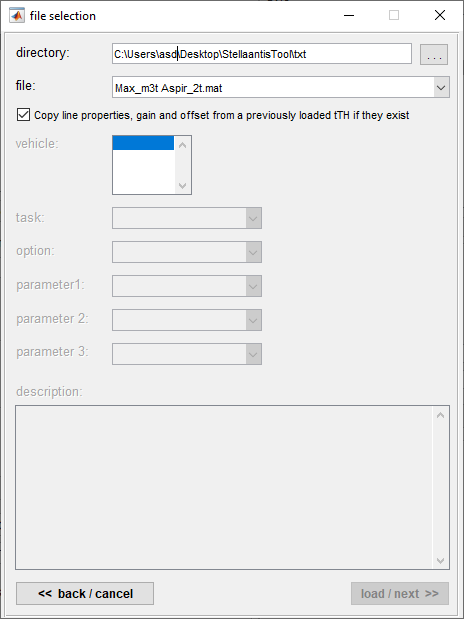 file selection
directory:
C:\Users\asd\Desktop\StellaantisTool\txt
...
file:
Max_m3t Aspir_2t.mat
Copy line properties, gain and offset from a previously loaded tTH if they exist
vehicle:
task:
option:
parameter1:
parameter 2:
parameter 3:
description:
<< back / cancel
load / next >>